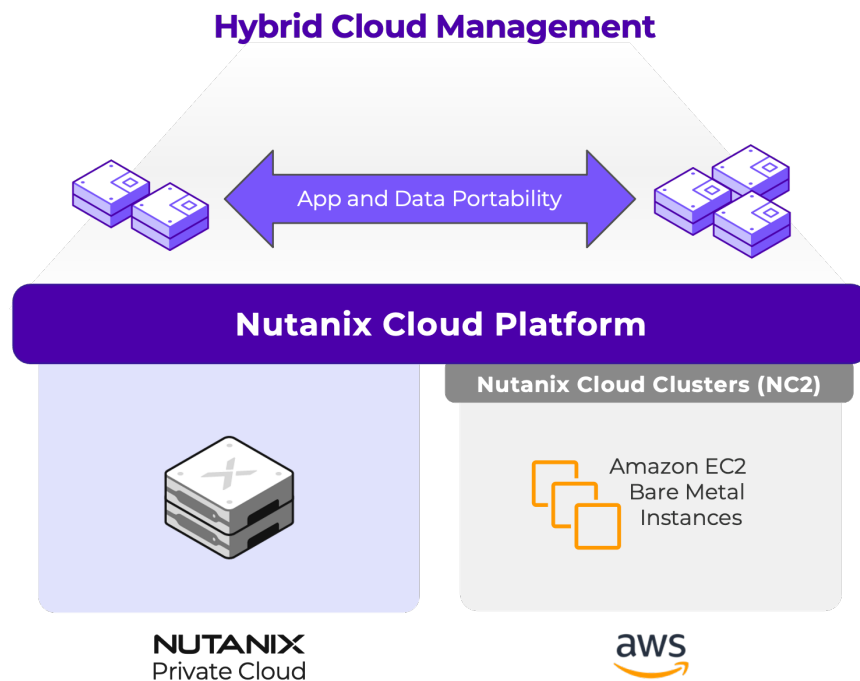 Hybrid Cloud Management
App and Data Portability
Nutanix Cloud Platform
Nutanix Cloud Clusters (NC2)
Amazon EC2
Bare Metal
Instances
NUTANIX
Private Cloud
aws